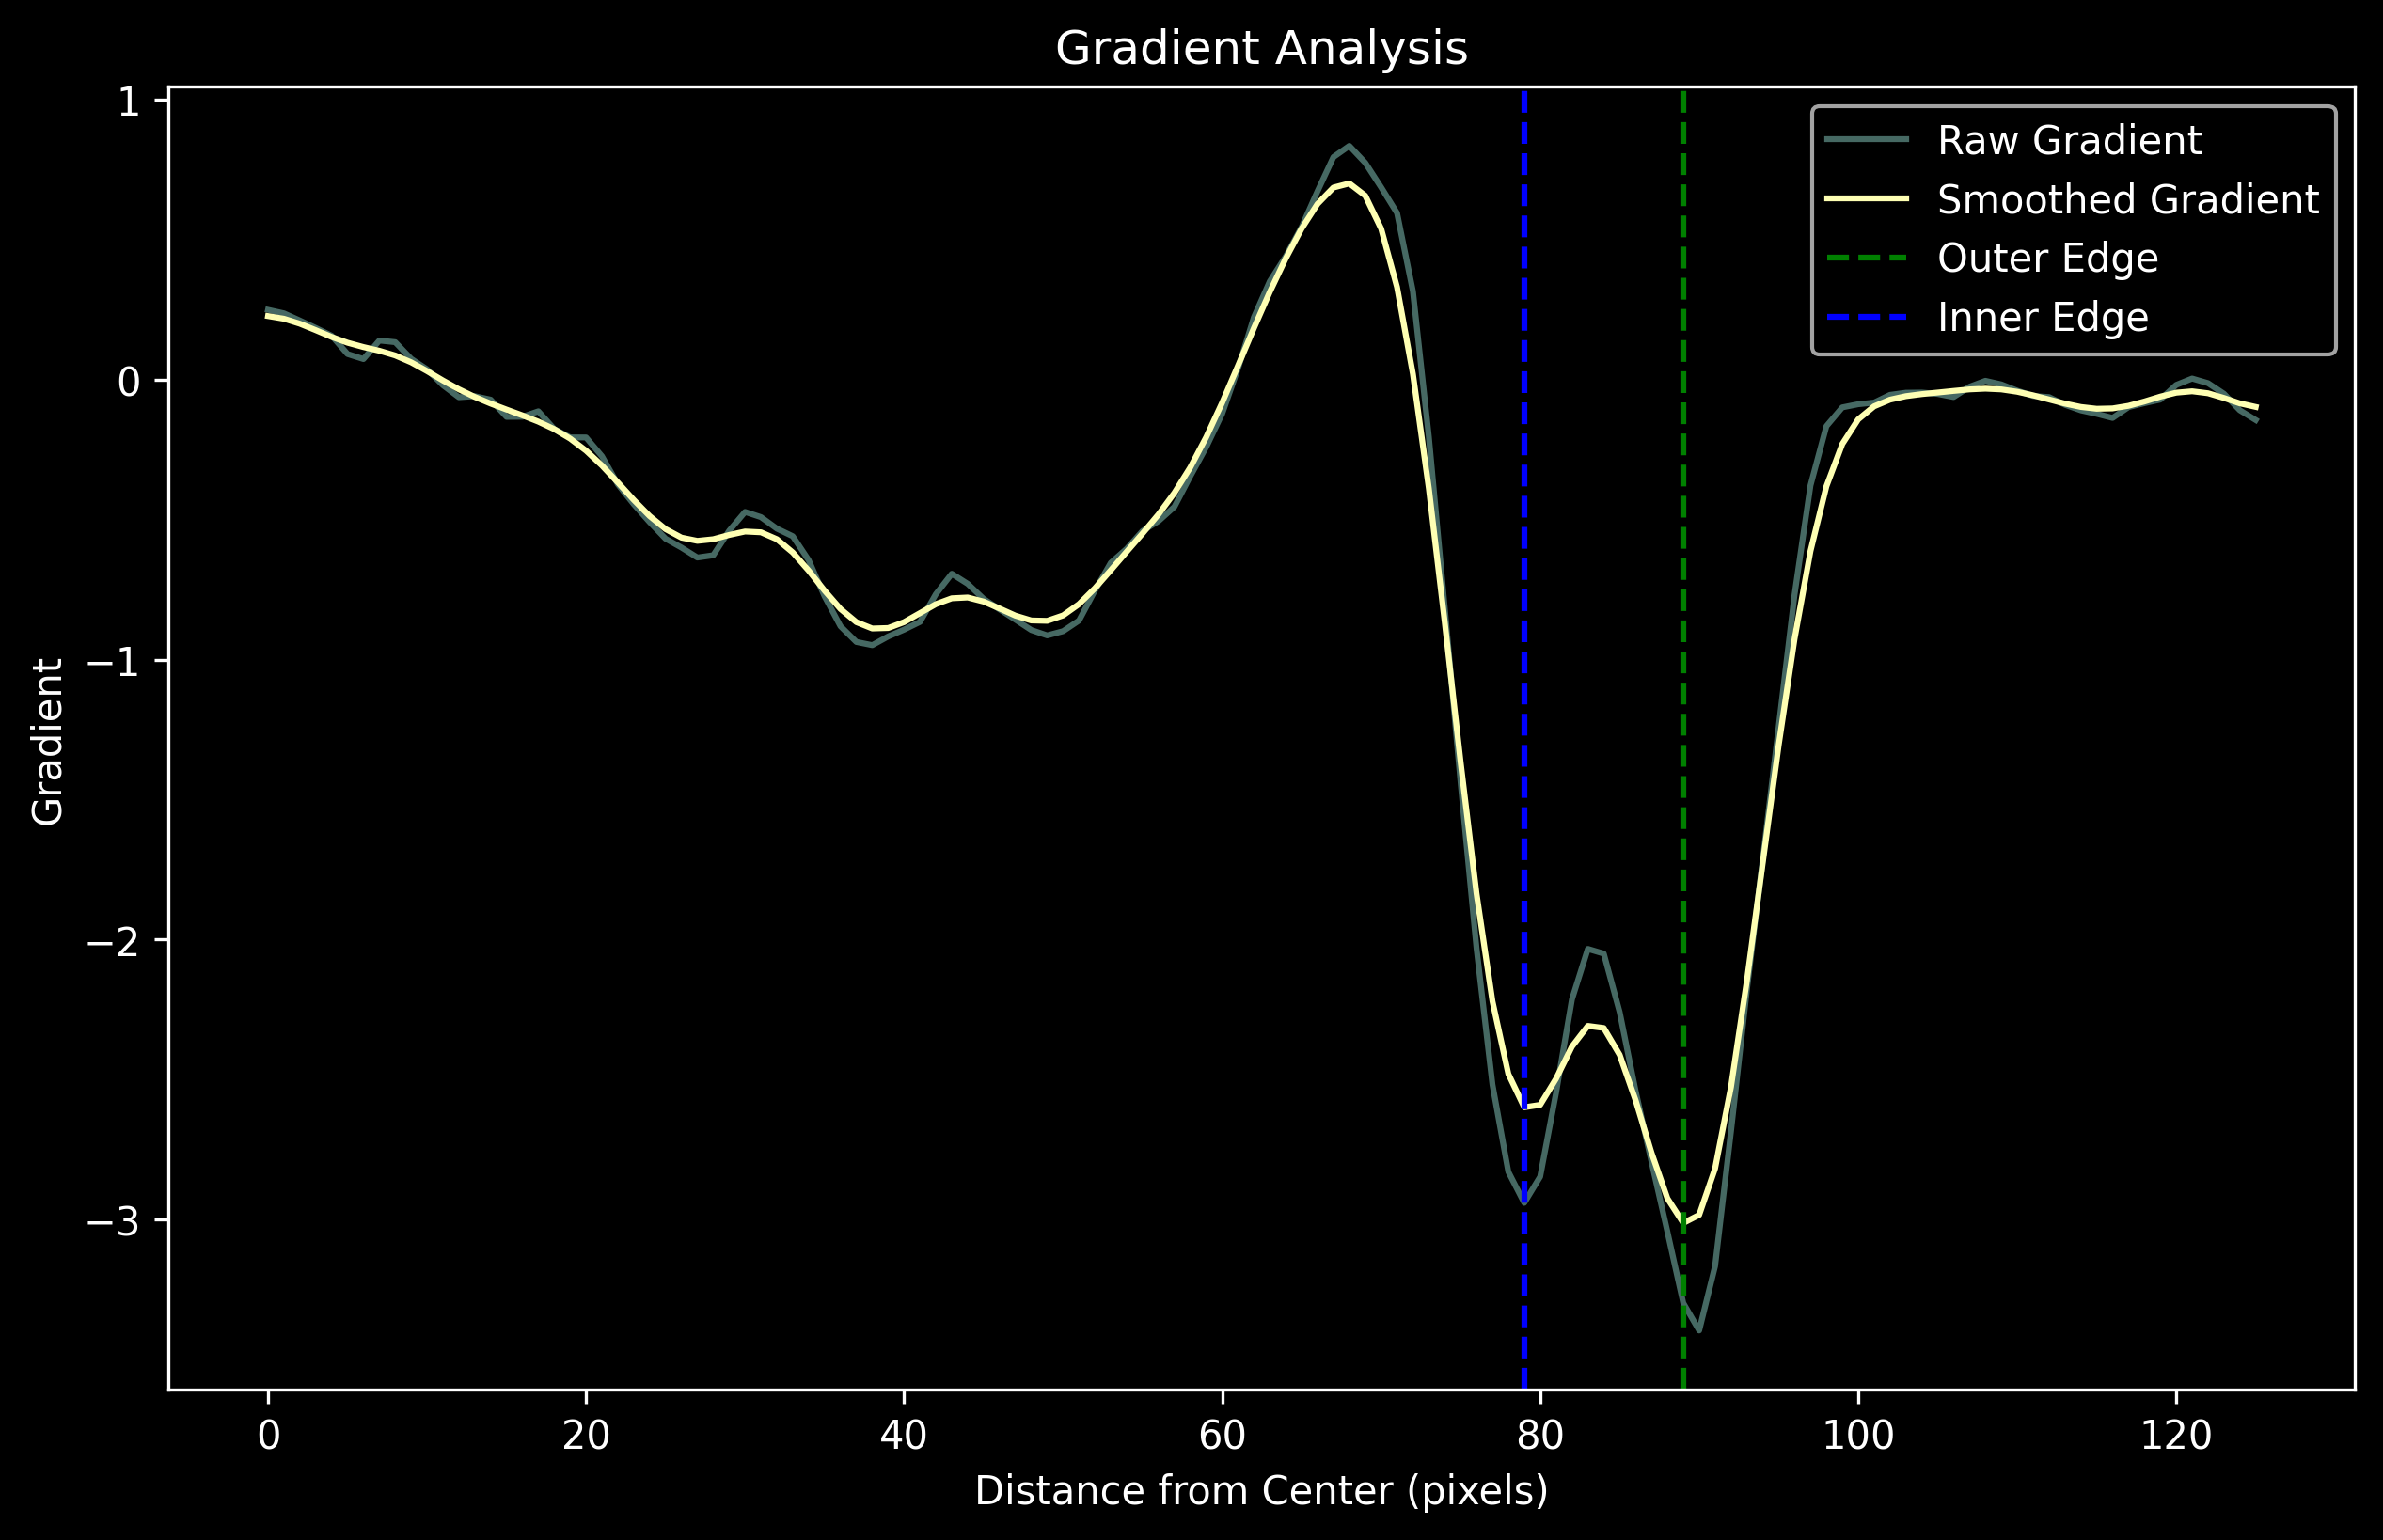 Gradient Analysis
1
0
−1
−2
−3
Gradient
Raw Gradient
Smoothed Gradient
Outer Edge
Inner Edge
0 20 40 60 80 100 120
Distance from Center (pixels)